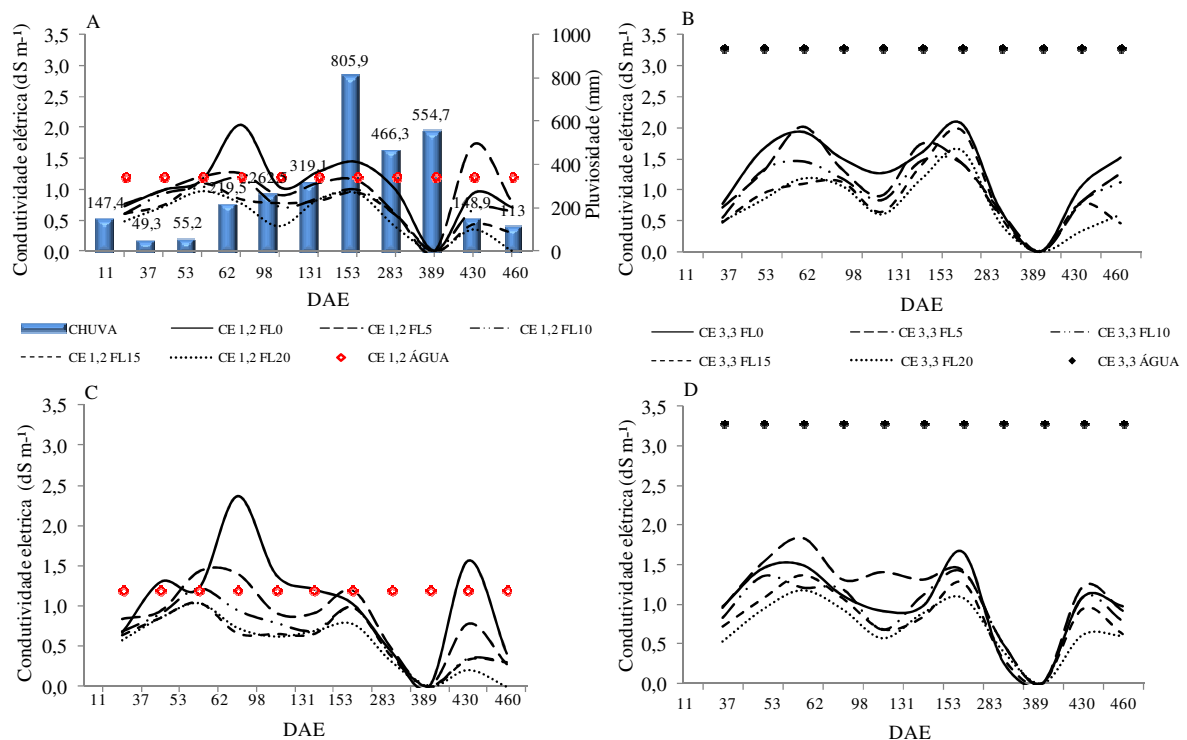 A
Condutividade elétrica (dS m-¹)
3,5
3,0
2,5
2,0
1,5
1,0
0,5
0,0
147,4
49,3
55,2
219,5
319,1
805,9
466,3
554,7
148,9
113
1000
800
600
400
200
0
Pluviosidade (mm)
11 37 53 62 98 131 153 283 389 430 460
DAE
CHUVA CE 1,2 FL0 CE 1,2 FL5 CE 1,2 FL10
CE 1,2 FL15 CE 1,2 FL20 CE 1,2 ÁGUA
B
Condutividade elétrica (dS m-¹)
3,5
3,0
2,5
2,0
1,5
1,0
0,5
0,0
11 37 53 62 98 131 153 283 389 430 460
DAE
CE 3,3 FL0 CE 3,3 FL5 CE 3,3 FL10
CE 3,3 FL15 CE 3,3 FL20 CE 3,3 ÁGUA
C
Condutividade eletrica (dS m-¹)
3,5
3,0
2,5
2,0
1,5
1,0
0,5
0,0
11 37 53 62 98 131 153 283 389 430 460
DAE
D
Condutividade elétrica (dS m-¹)
3,5
3,0
2,5
2,0
1,5
1,0
0,5
0,0
11 37 53 62 98 131 153 283 389 430 460
DAE